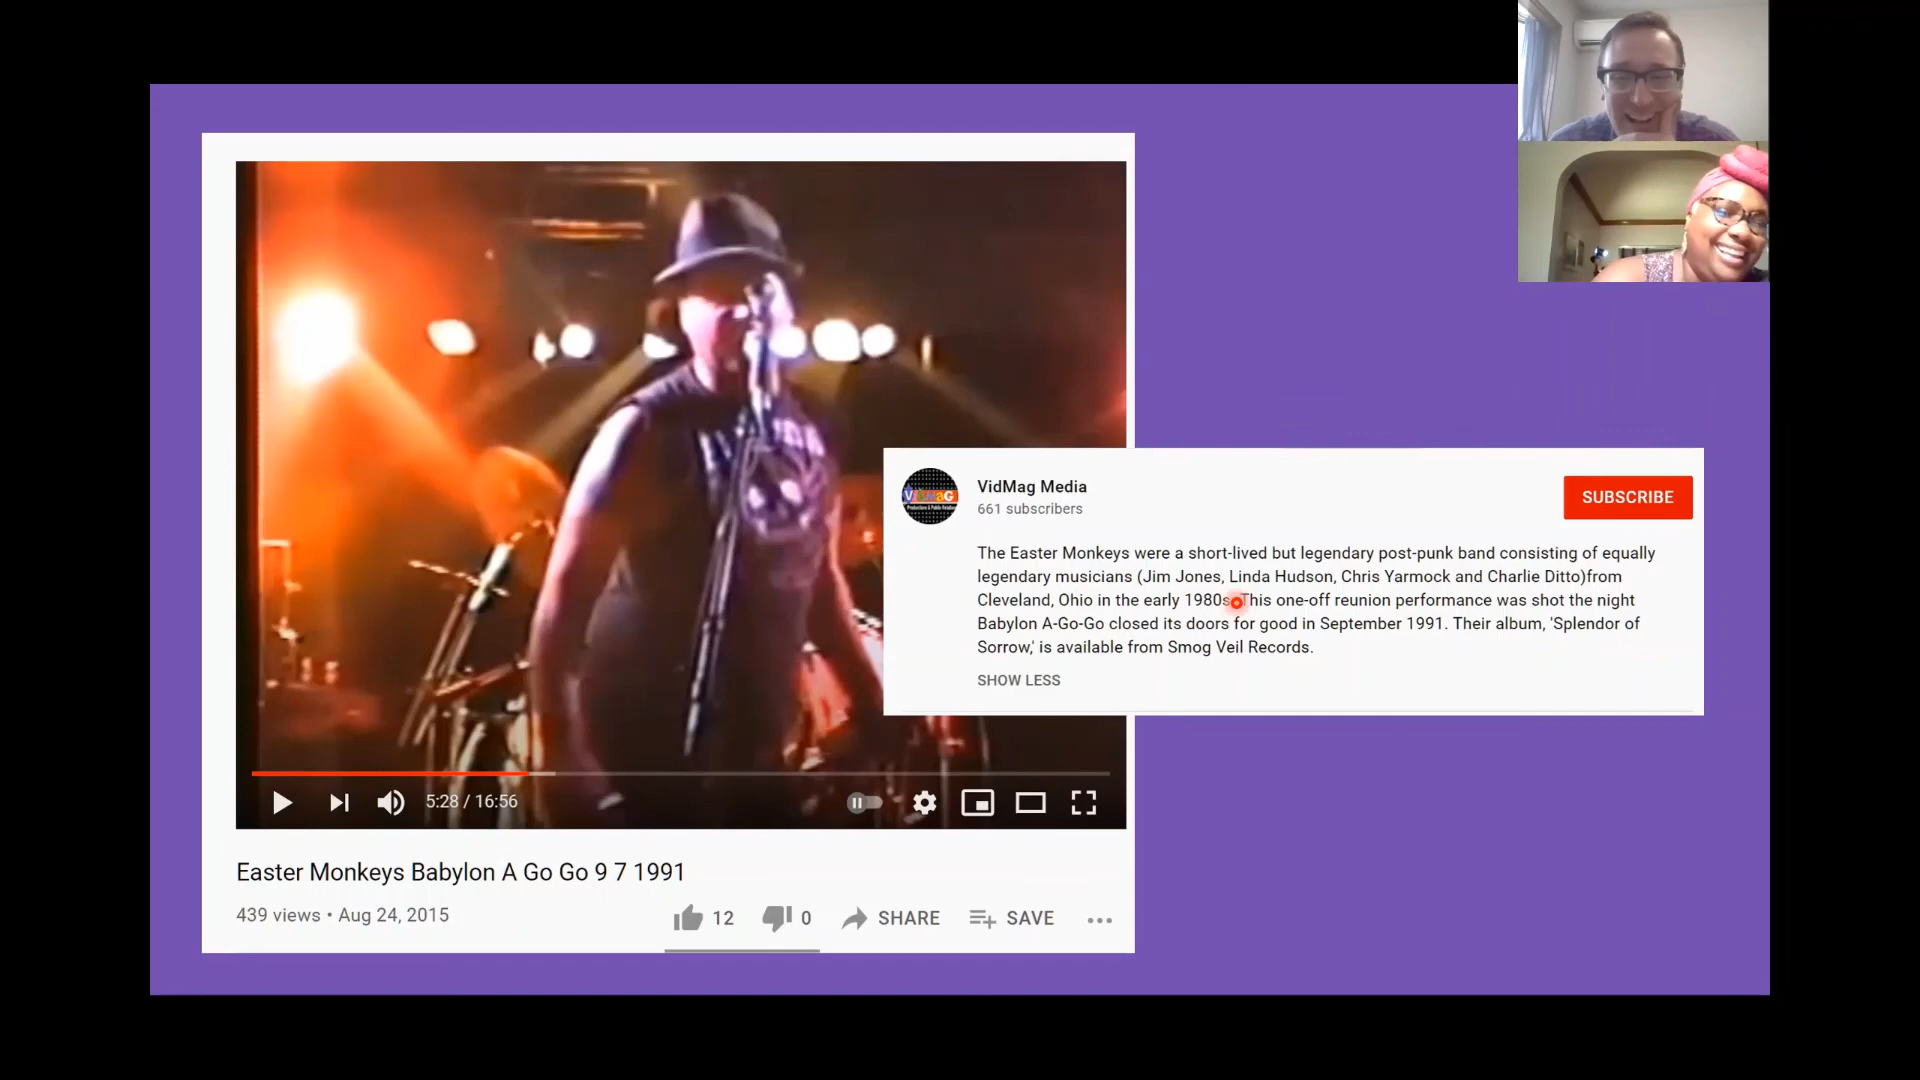 VidMag
VidMag Media
661 subscribers
SUBSCRIBE
The Easter Monkeys were a short-lived but legendary post-punk band consisting of equally
legendary musicians (Jim Jones, Linda Hudson, Chris Yarmock and Charlie Ditto)from
Cleveland, Ohio in the early 1980s. This one-off reunion performance was shot the night
Babylon A-Go-Go closed its doors for good in September 1991. Their album, 'Splendor of
Sorrow,' is available from Smog Veil Records.
SHOW LESS
5:28 / 16:56
Easter Monkeys Babylon A Go Go 9 7 1991
439 views • Aug 24, 2015
12 0 SHARE SAVE